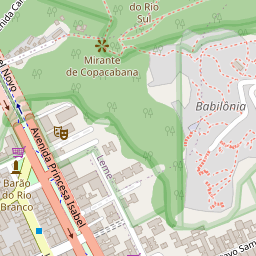 do Rio
Sul
Mirante
de Copacabana
Babilônia
Avenida Princesa Isabel
Leme
Barão
do Rio
Branco